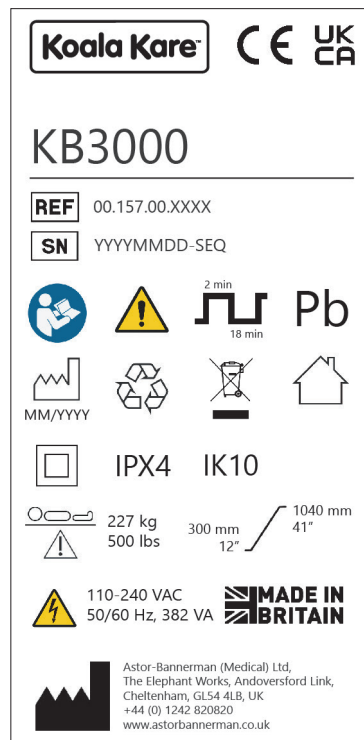 Koala Kare™
CE UK
CA
KB3000
REF 00.157.00.XXXX
SN YYYYMMDD-SEQ
2 min
18 min
Pb
MM/YYYY
IPX4 IK10
227 kg
500 lbs
300 mm
12"
1040 mm
41"
110-240 VAC
50/60 Hz, 382 VA
MADE IN
BRITAIN
Astor-Bannerman (Medical) Ltd,
The Elephant Works, Andoversford Link,
Cheltenham, GL54 4LB, UK
+44 (0) 1242 820820
www.astorbannerman.co.uk